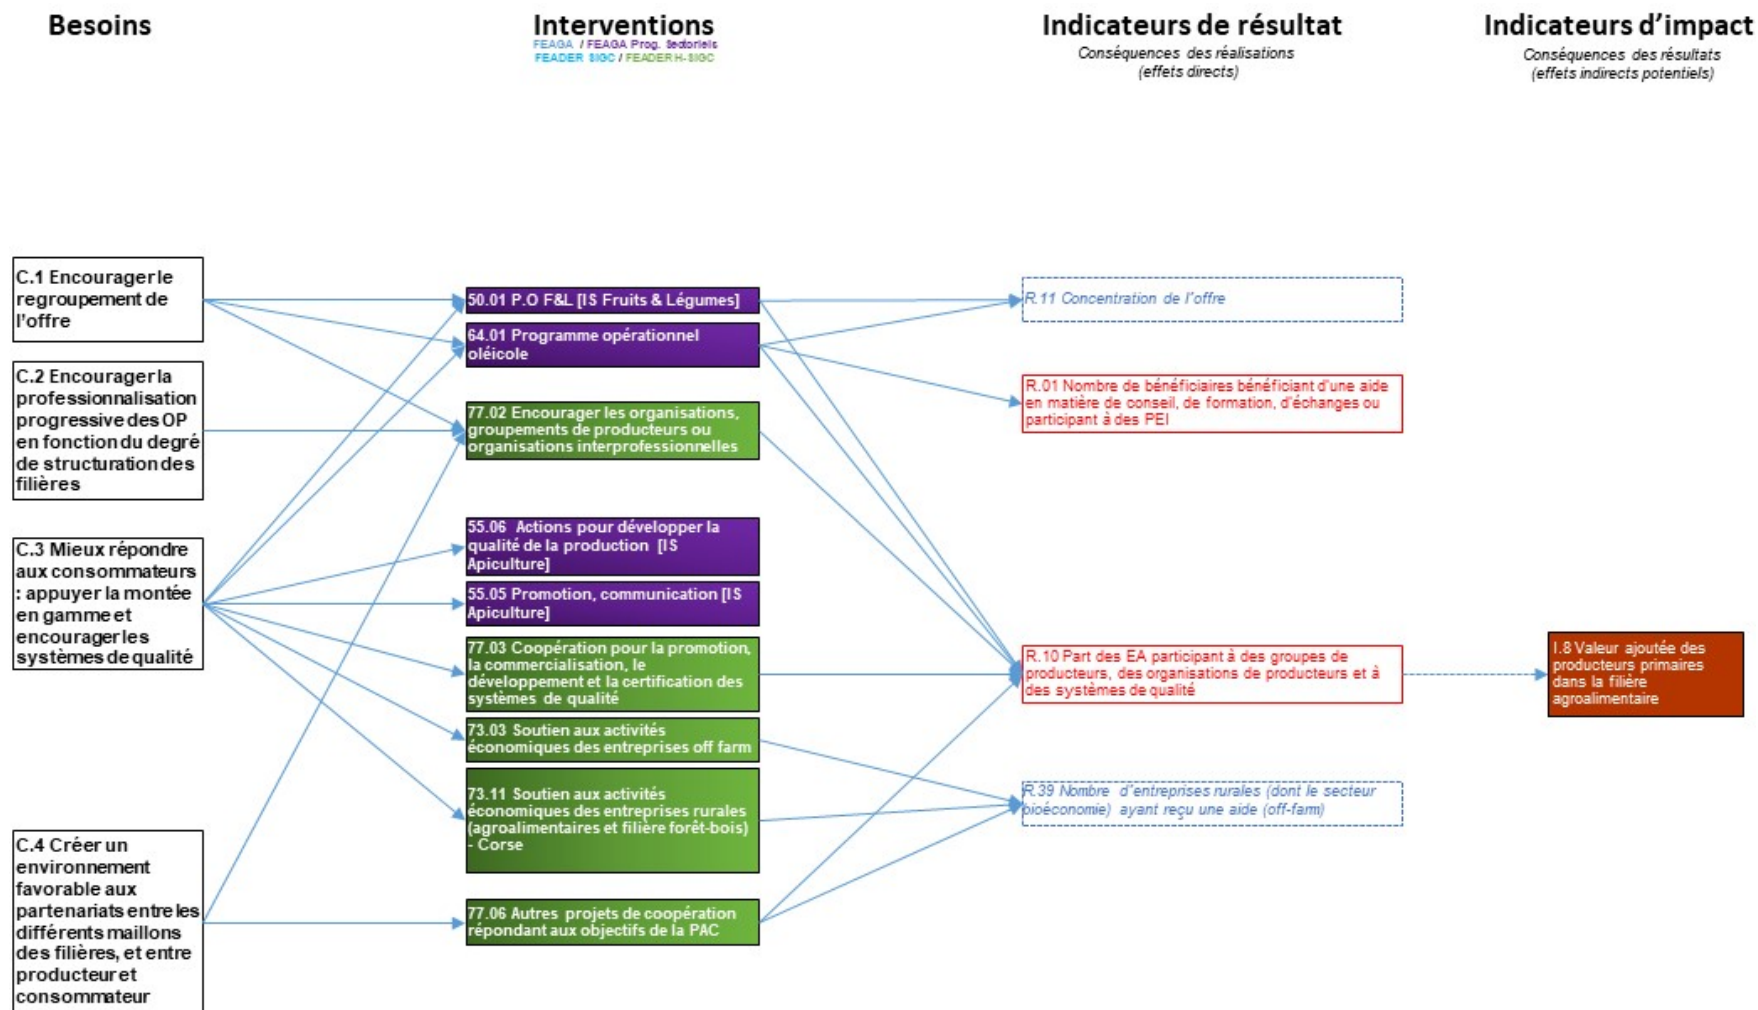 Besoins
Interventions
FEAGA / FEAGA Prog. Sectoriels
FEADER SIGC / FEADER H-SIGC
Indicateurs de résultat
Conséquences des réalisations
(effets directs)
Indicateurs d'impact
Conséquences des résultats
(effets indirects potentiels)
C.1 Encourager le
regroupement de
l'offre
C.2 Encourager la
professionnalisation
progressive des OP
en fonction du degré
de structuration des
filières
C.3 Mieux répondre
aux consommateurs
: appuyer la montée
en gamme et
encourager les
systèmes de qualité
C.4 Créer un
environnement
favorable aux
partenariats entre les
différents maillons
des filières, et entre
producteur et
consommateur
50.01 P.O F&L [IS Fruits & Légumes]
64.01 Programme opérationnel
oléicole
77.02 Encourager les organisations,
groupements de producteurs ou
organisations interprofessionnelles
55.06 Actions pour développer la
qualité de la production [IS
Apiculture]
55.05 Promotion, communication [IS
Apiculture]
77.03 Coopération pour la promotion,
la commercialisation, le
développement et la certification des
systèmes de qualité
73.03 Soutien aux activités
économiques des entreprises off farm
73.11 Soutien aux activités
économiques des entreprises rurales
(agroalimentaires et filière forêt-bois)
- Corse
77.06 Autres projets de coopération
répondant aux objectifs de la PAC
R.11 Concentration de l'offre
R.01 Nombre de bénéficiaires bénéficiant d'une aide
en matière de conseil, de formation, d'échanges ou
participant à des PEI
R.10 Part des EA participant à des groupes de
producteurs, des organisations de producteurs et à
des systèmes de qualité
R.39 Nombre d'entreprises rurales (dont le secteur
bioéconomie) ayant reçu une aide (off-farm)
I.8 Valeur ajoutée des
producteurs primaires
dans la filière
agroalimentaire